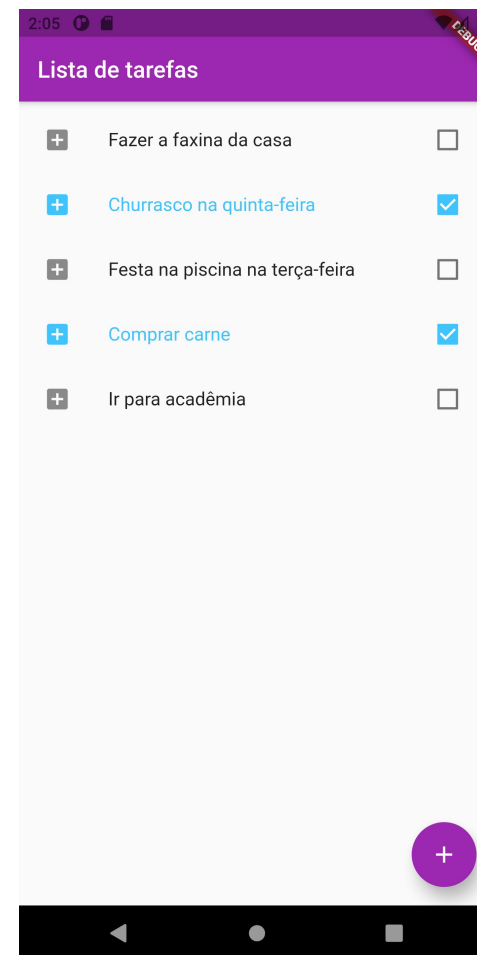 2:05
DEBUG
Lista de tarefas
Fazer a faxina da casa
Churrasco na quinta-feira
Festa na piscina na terça-feira
Comprar carne
Ir para acadêmia